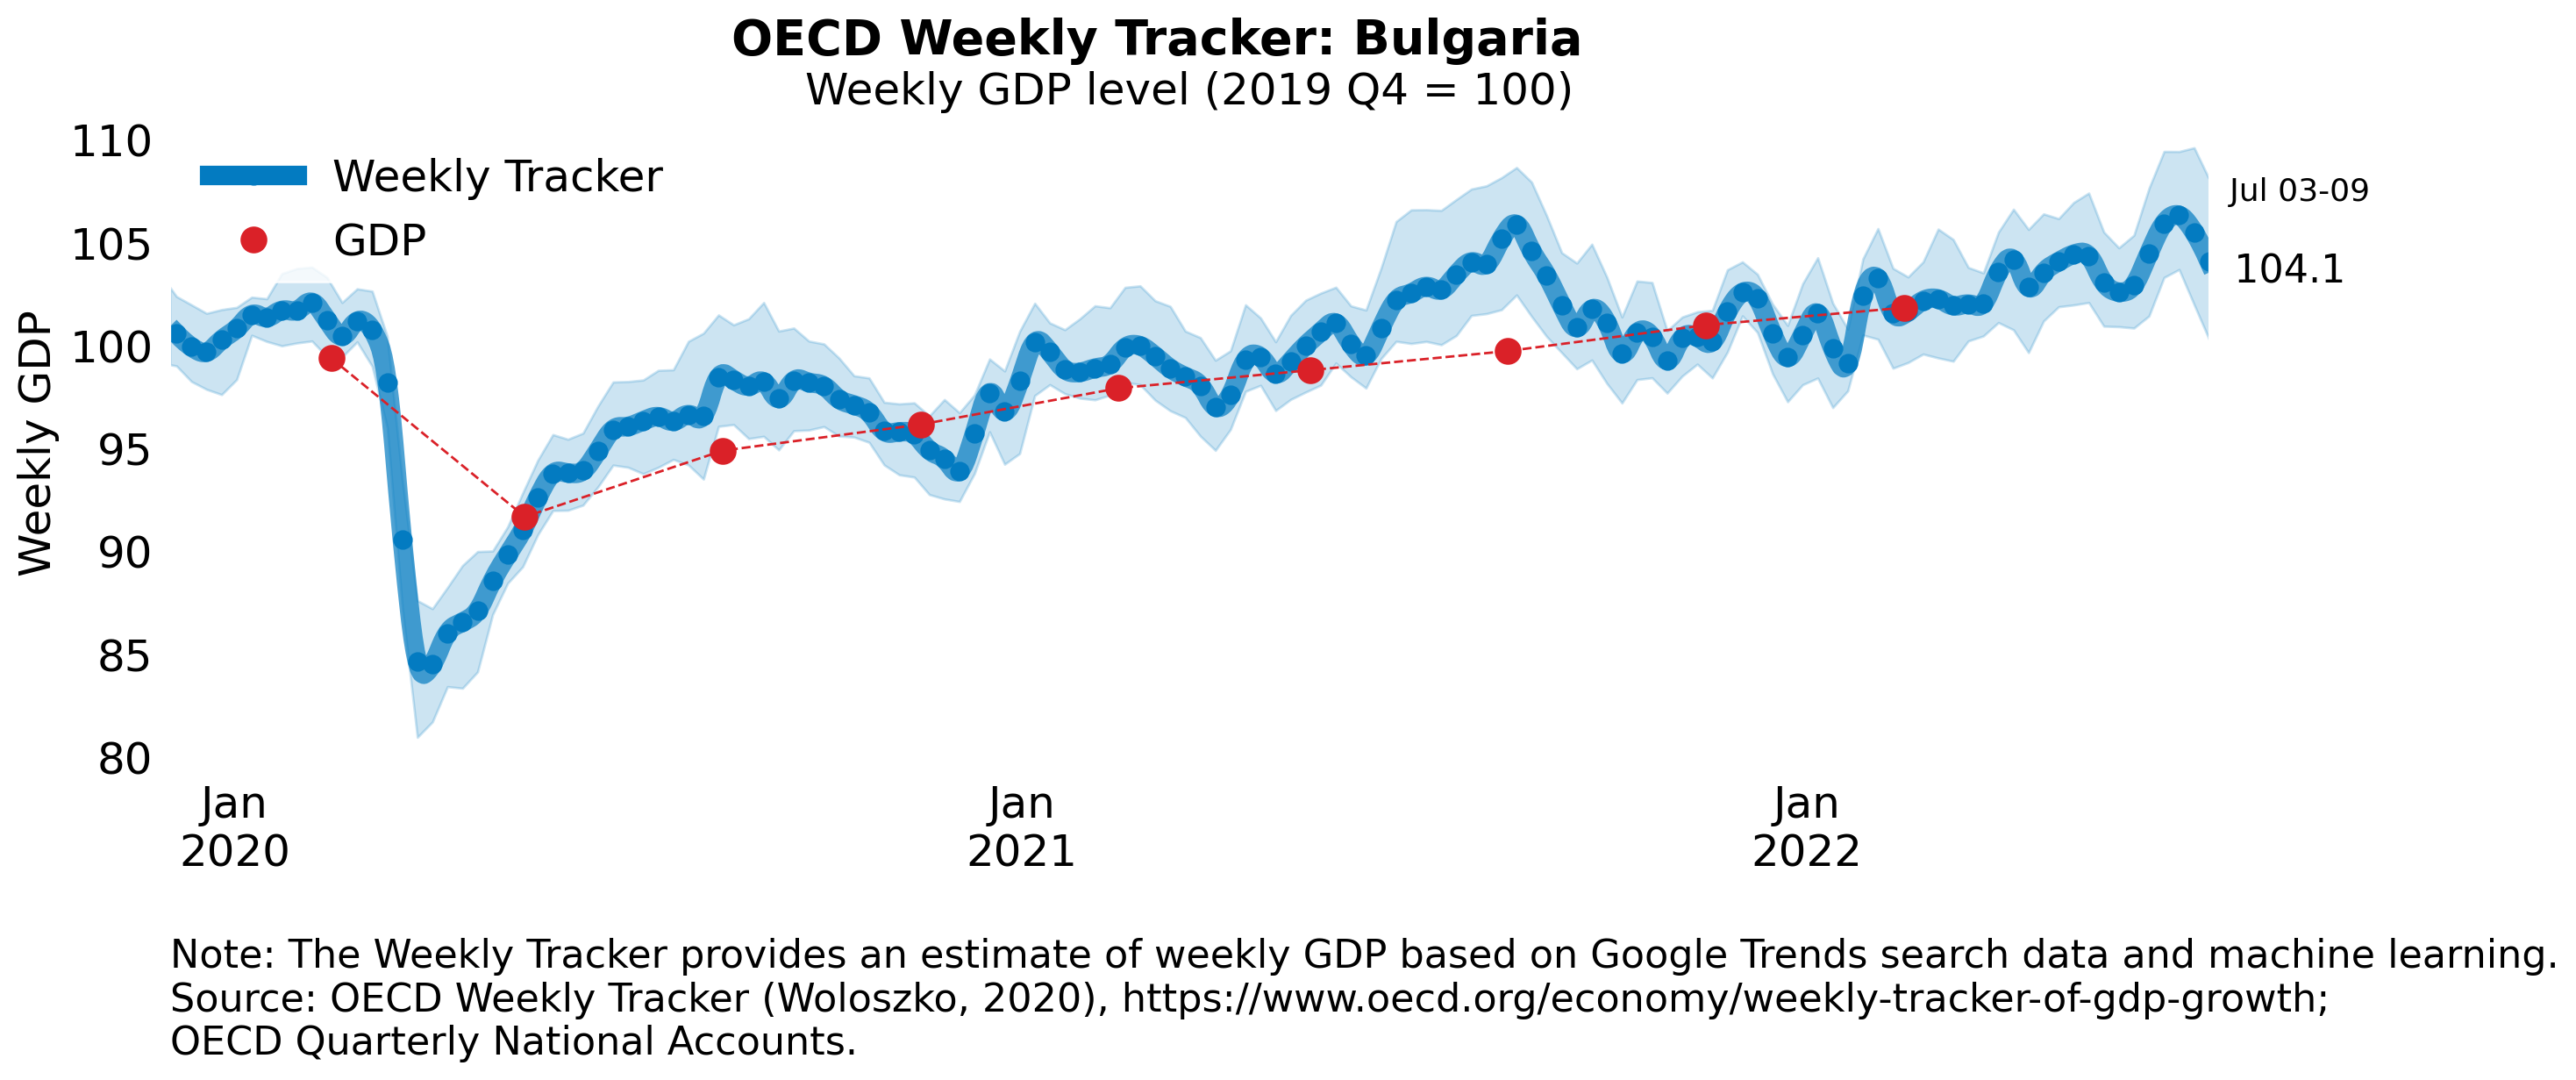 OECD Weekly Tracker: Bulgaria
Weekly GDP level (2019 Q4 = 100)
110
105
100
95
90
85
80
Weekly GDP
Weekly Tracker
GDP
Jul 03-09
104.1
Jan
2020
Jan
2021
Jan
2022
Note: The Weekly Tracker provides an estimate of weekly GDP based on Google Trends search data and machine learning.
Source: OECD Weekly Tracker (Woloszko, 2020), https://www.oecd.org/economy/weekly-tracker-of-gdp-growth;
OECD Quarterly National Accounts.